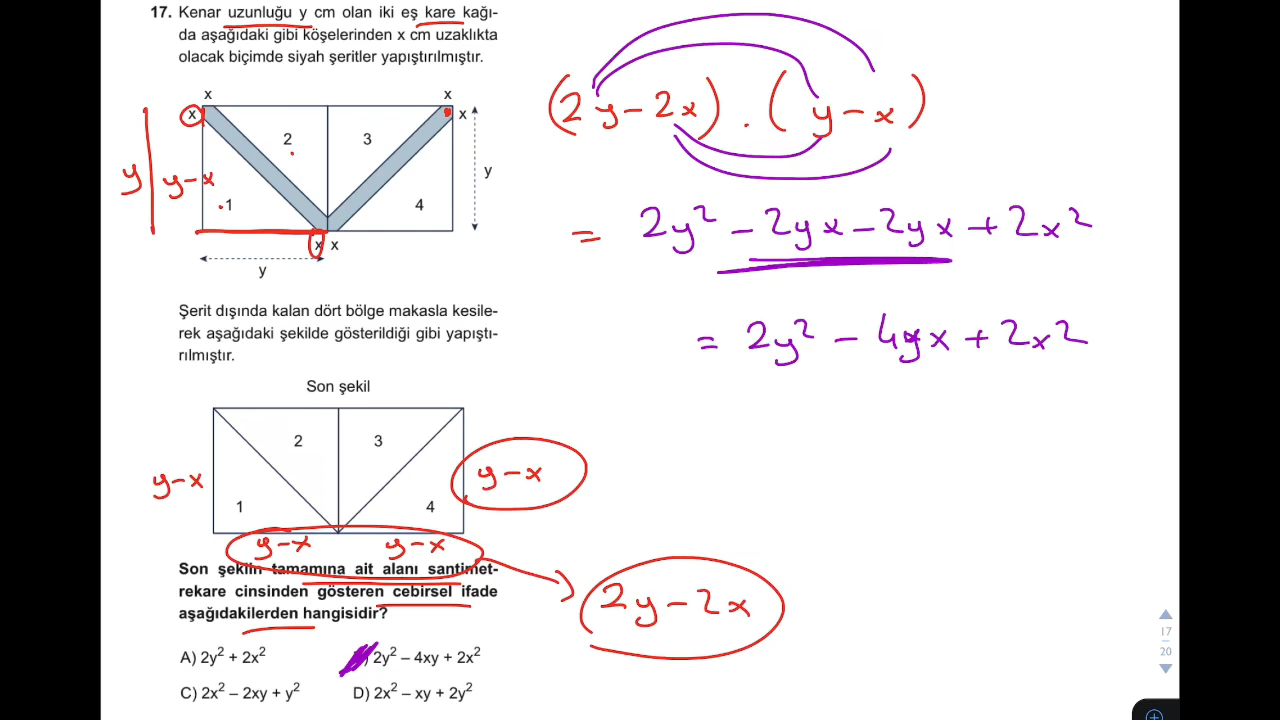 17. Kenar uzunluğu y cm olan iki eş kare kağı-
da aşağıdaki gibi köşelerinden x cm uzaklıkta
olacak biçimde siyah şeritler yapıştırılmıştır.
x x
x 2 3 x
y y-x y
1 4
x x
y
(2y-2x).(y-x)
= 2y² - 2yx - 2yx + 2x²
= 2y² - 4yx + 2x²
Şerit dışında kalan dört bölge makasla kesile-
rek aşağıdaki şekilde gösterildiği gibi yapıştı-
rılmıştır.
Son şekil
2 3
y-x y-x
1 4
y-x y-x
Son şeklin tamamına ait alanı santimet-
rekare cinsinden gösteren cebirsel ifade
aşağıdakilerden hangisidir?
2y-2x
A) 2y² + 2x² ) 2y² – 4xy + 2x²
C) 2x² – 2xy + y² D) 2x² – xy + 2y²
17
20